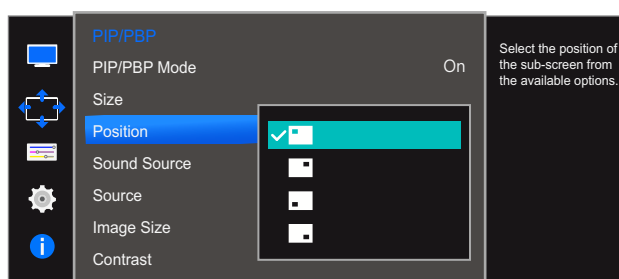 PIP/PBP
PIP/PBP Mode On
Size
Position
Sound Source
Source
Image Size
Contrast
Select the position of
the sub-screen from
the available options.